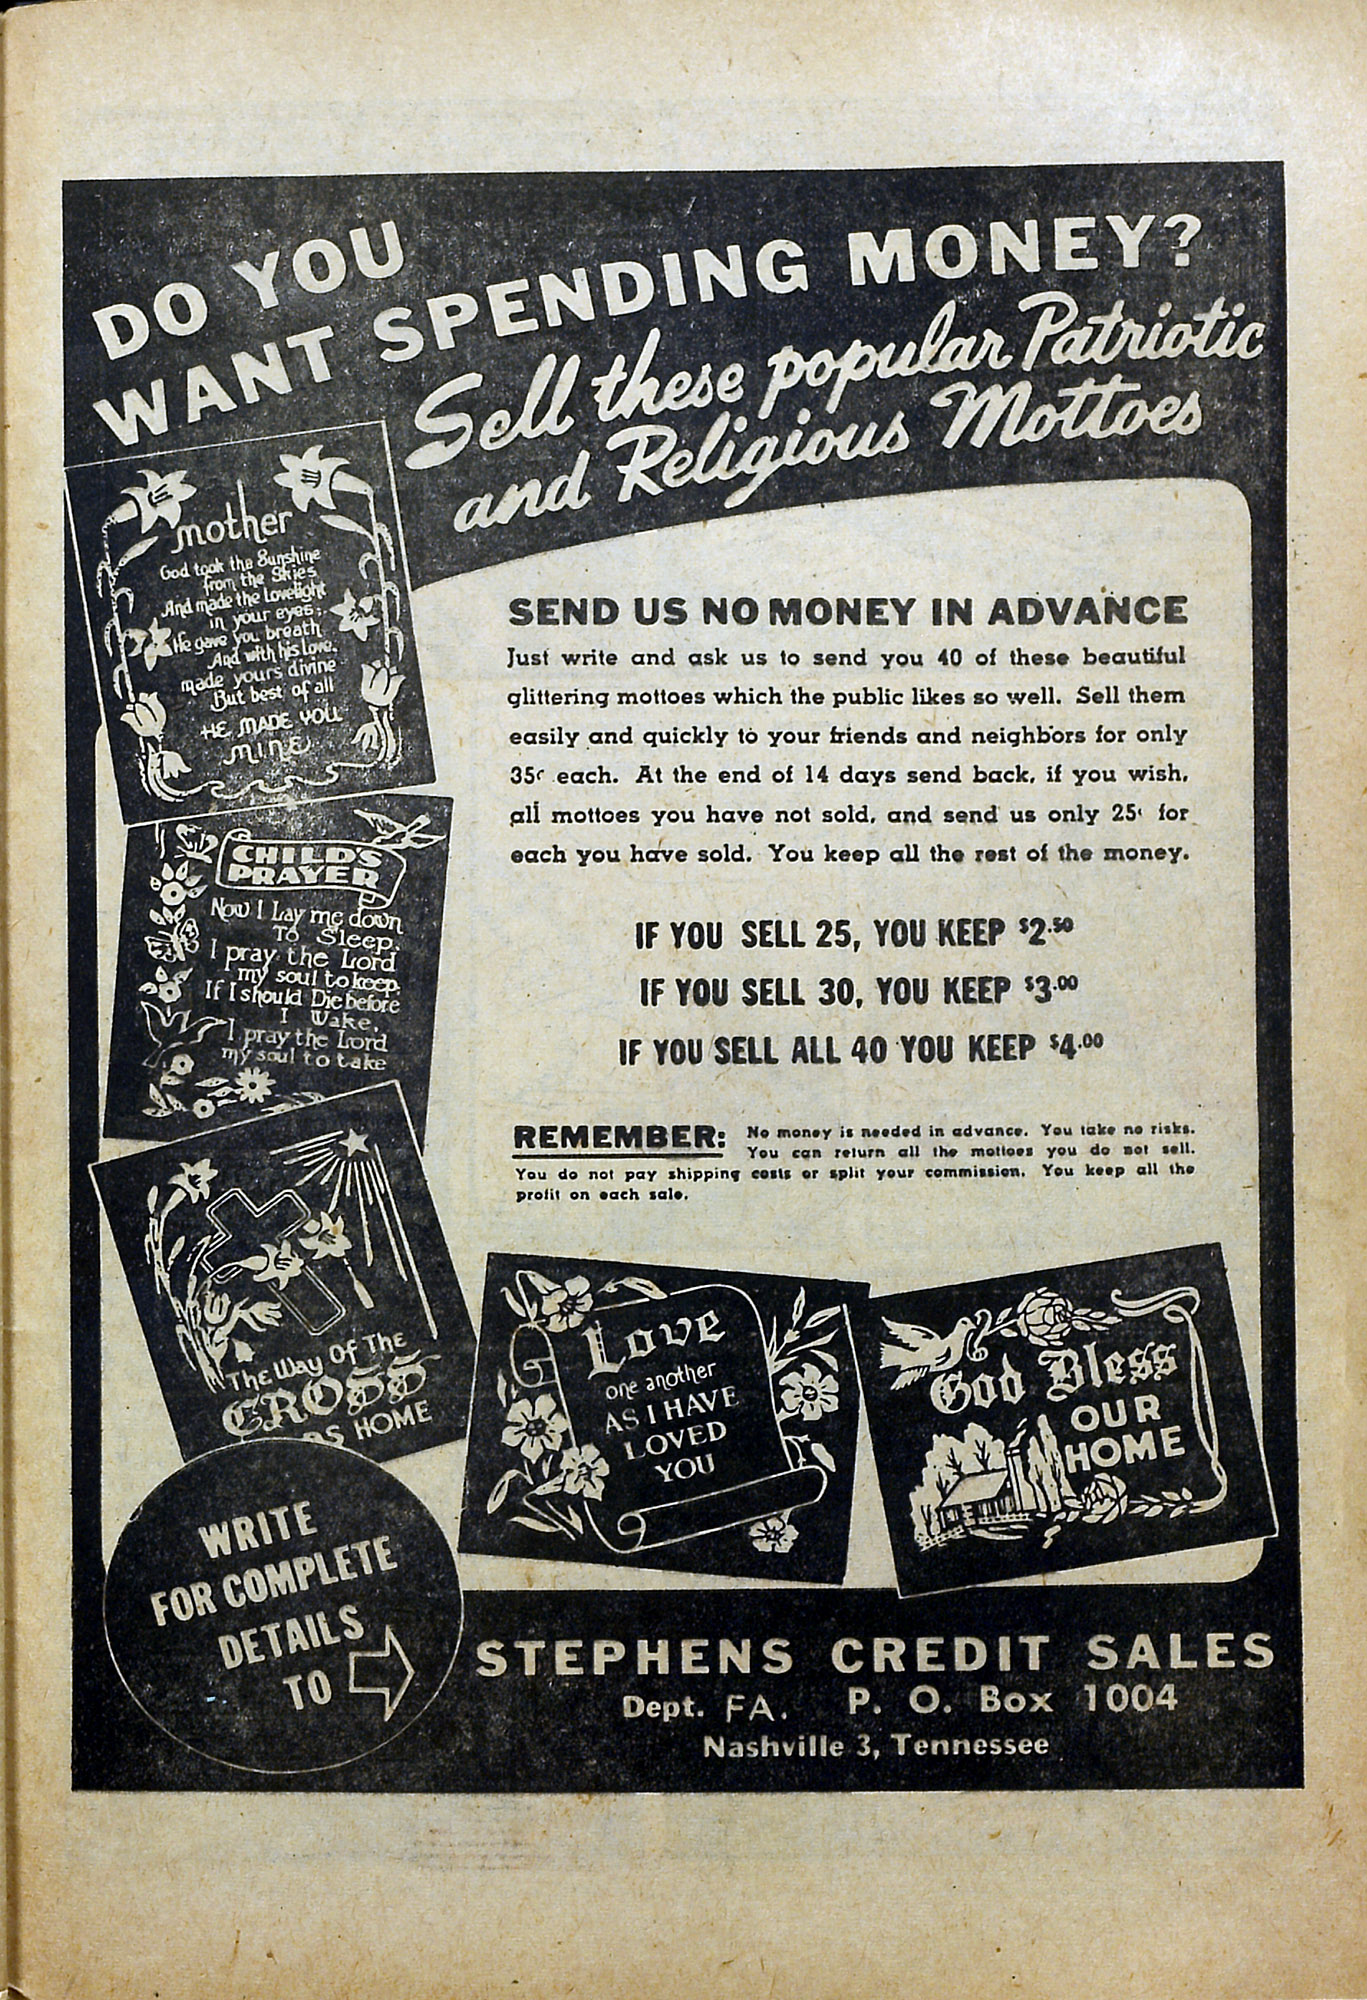 DO YOU
WANT SPENDING MONEY?
Sell these popular Patriotic
and Religious Mottoes
mother
God took the Sunshine
from the Skies
And made the Lovelight
in your eyes;
He gave you breath
And with his Love.
made yours divine
But best of all
HE MADE YOU
MINE
CHILD'S
PRAYER
Now I Lay me down
To Sleep.
I pray the Lord
my soul to keep.
If I should Die before
I Wake,
I pray the Lord
my soul to take
The Way Of The
CROSS
DS HOME
SEND US NO MONEY IN ADVANCE
Just write and ask us to send you 40 of these beautiful
glittering mottoes which the public likes so well. Sell them
easily and quickly to your friends and neighbors for only
35¢ each. At the end of 14 days send back, if you wish,
all mottoes you have not sold, and send us only 25¢ for
each you have sold. You keep all the rest of the money.
IF YOU SELL 25, YOU KEEP $2.50
IF YOU SELL 30, YOU KEEP $3.00
IF YOU SELL ALL 40 YOU KEEP $4.00
REMEMBER: No money is needed in advance. You take no risks.
You can return all the mottoes you do not sell.
You do not pay shipping costs or split your commission. You keep all the
profit on each sale.
Love
one another
AS I HAVE
LOVED
YOU
God Bless
OUR
HOME
WRITE
FOR COMPLETE
DETAILS
TO
STEPHENS CREDIT SALES
Dept. FA. P. O. Box 1004
Nashville 3, Tennessee